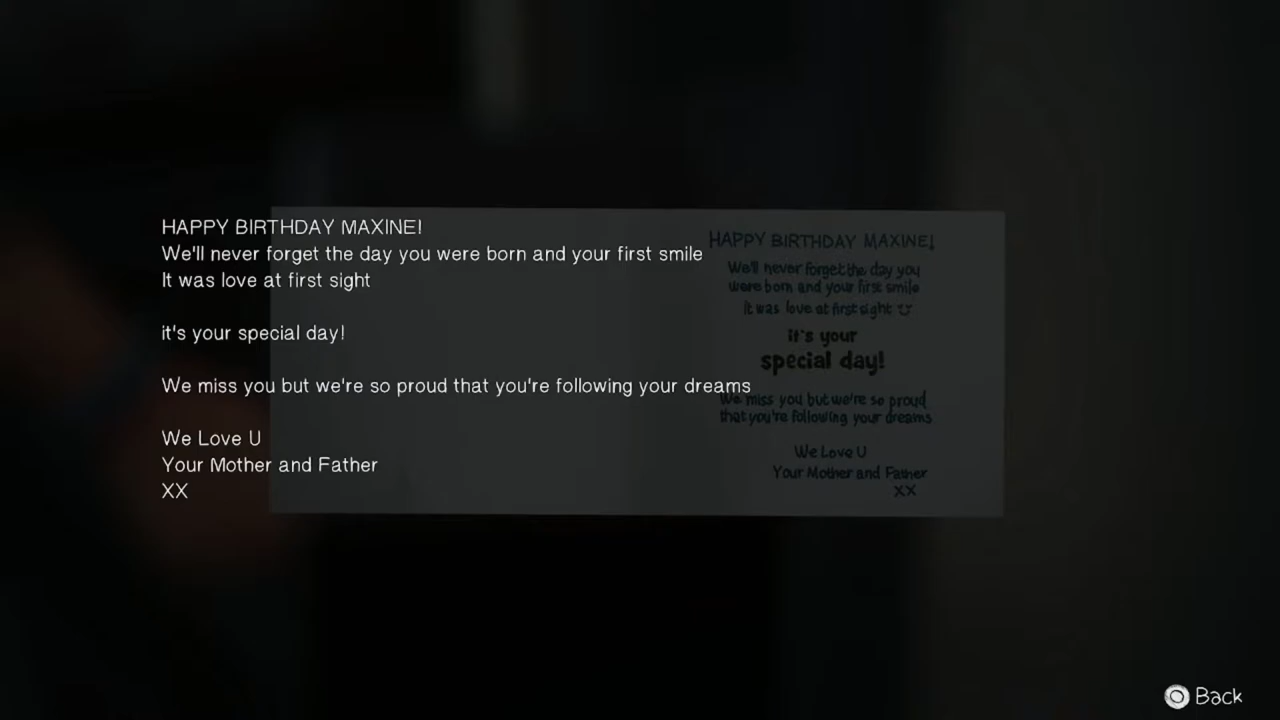 HAPPY BIRTHDAY MAXINE!
We'll never forget the day you were born and your first smile
It was love at first sight
it's your special day!
We miss you but we're so proud that you're following your dreams
We Love U
Your Mother and Father
XX
HAPPY BIRTHDAY MAXINE!
We'll never forget the day you
were born and your first smile
It was love at first sight
it's your
special day!
We miss you but we're so proud
that you're following your dreams
We Love U
Your Mother and Father
XX
Back